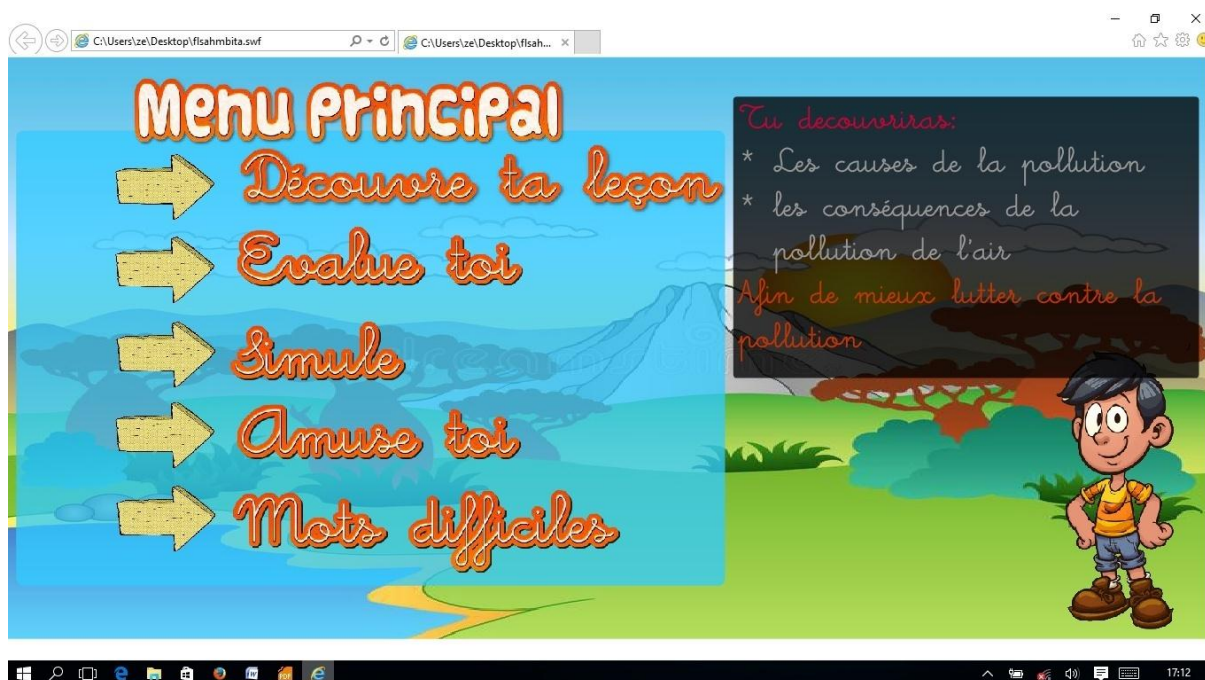 C:\Users\ze\Desktop\flsahmbita.swf
C:\Users\ze\Desktop\flsah...
Menu Principal
Découvre ta leçon
Evalue toi
Simule
Amuse toi
Mots difficiles
Tu decouvriras:
* Les causes de la pollution
* les conséquences de la
pollution de l'air
Afin de mieux lutter contre la
pollution
17:12